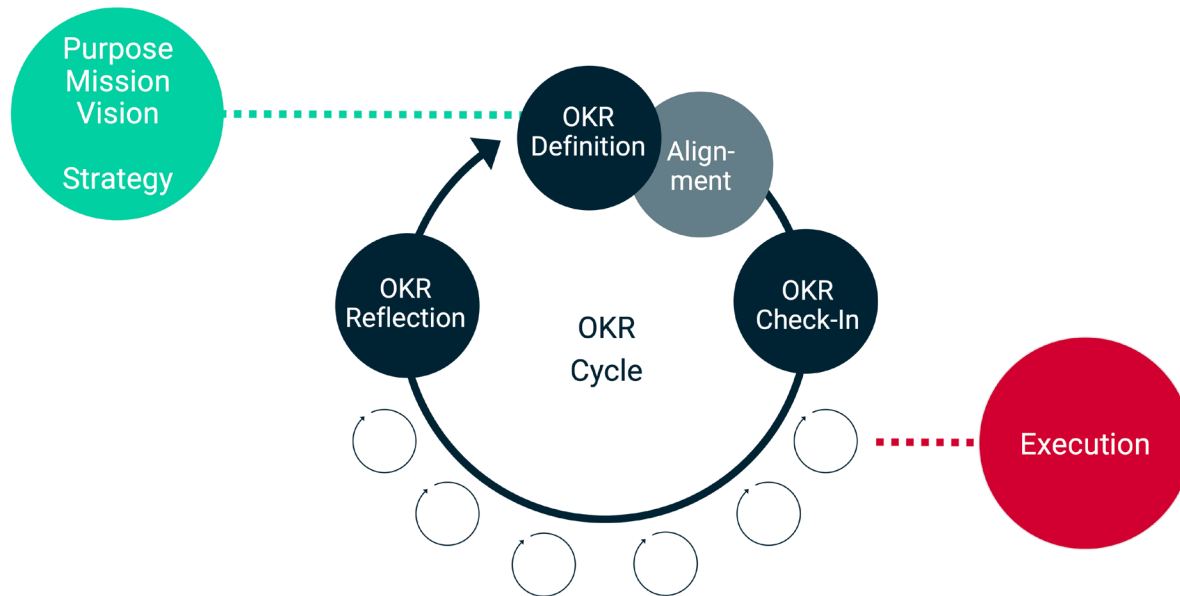 Purpose
Mission
Vision
Strategy
OKR
Definition
Align-
ment
OKR
Reflection
OKR
Check-In
OKR
Cycle
Execution